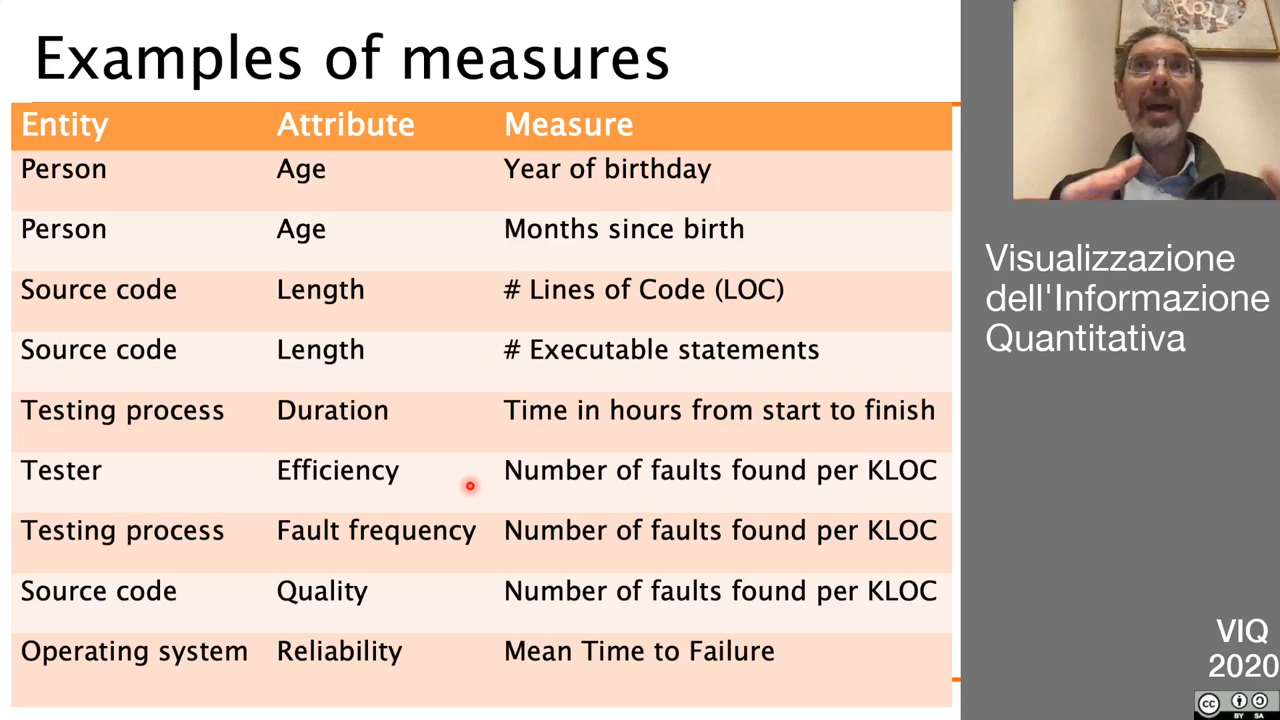 Examples of measures
Entity Attribute Measure
Person Age Year of birthday
Person Age Months since birth
Source code Length # Lines of Code (LOC)
Source code Length # Executable statements
Testing process Duration Time in hours from start to finish
Tester Efficiency Number of faults found per KLOC
Testing process Fault frequency Number of faults found per KLOC
Source code Quality Number of faults found per KLOC
Operating system Reliability Mean Time to Failure
Roll
Visualizzazione
dell'Informazione
Quantitativa
VIQ
2020
cc BY SA